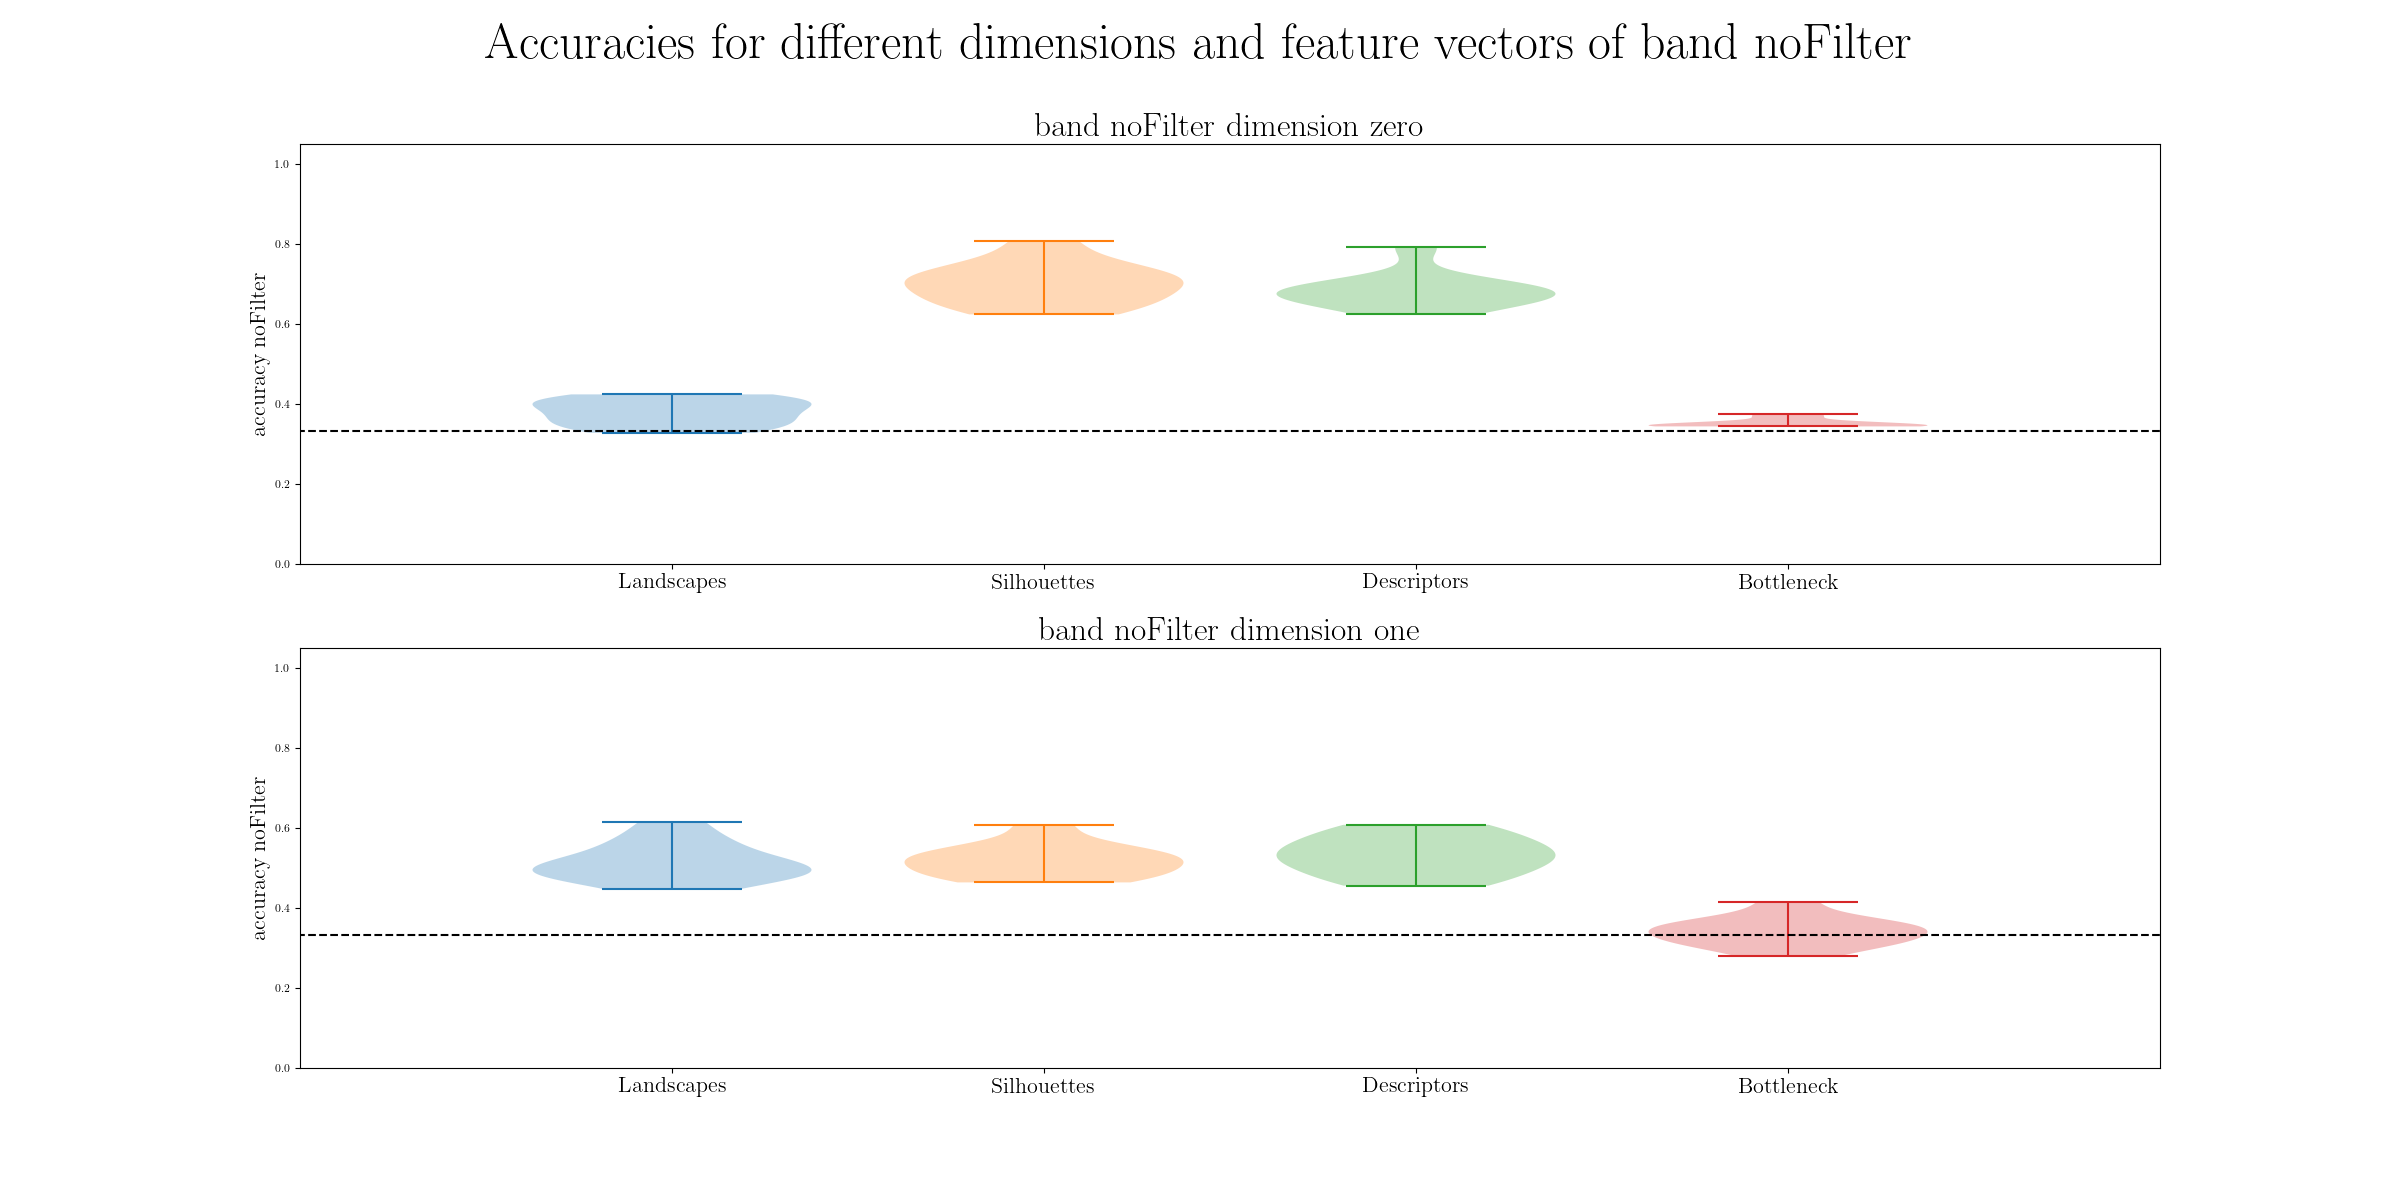 Accuracies for different dimensions and feature vectors of band noFilter
band noFilter dimension zero
accuracy noFilter
1.0
0.8
0.6
0.4
0.2
0.0
Landscapes Silhouettes Descriptors Bottleneck
band noFilter dimension one
accuracy noFilter
1.0
0.8
0.6
0.4
0.2
0.0
Landscapes Silhouettes Descriptors Bottleneck